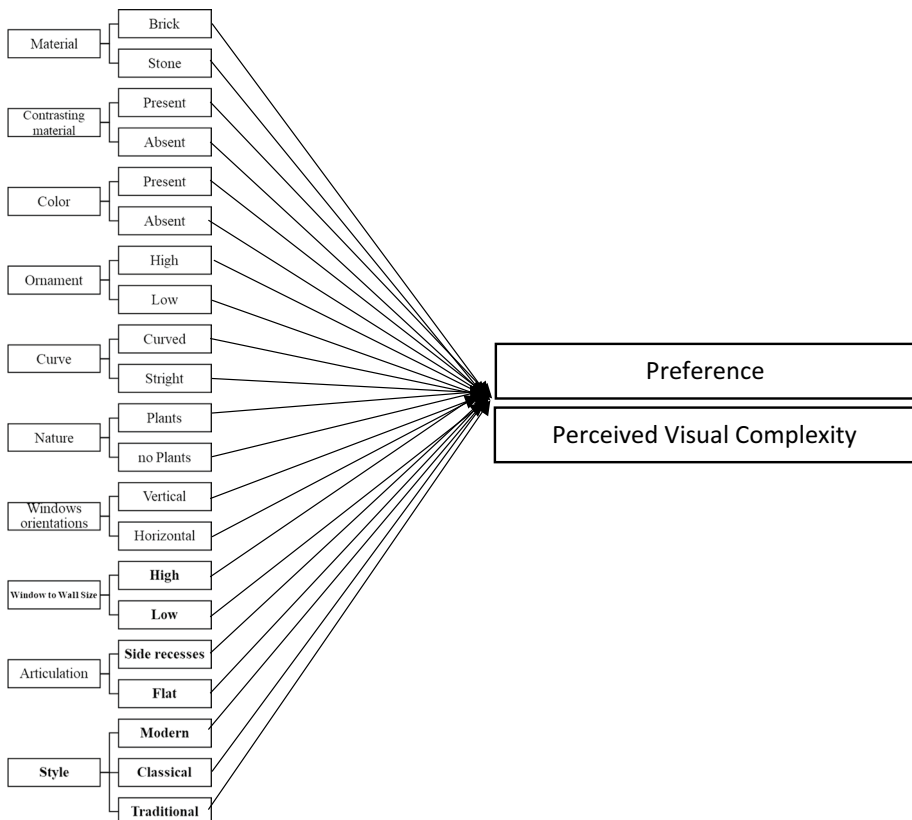 Material
Brick
Stone
Contrasting
material
Present
Absent
Color
Present
Absent
Ornament
High
Low
Curve
Curved
Stright
Nature
Plants
no Plants
Windows
orientations
Vertical
Horizontal
Window to Wall Size
High
Low
Articulation
Side recesses
Flat
Style
Modern
Classical
Traditional
Preference
Perceived Visual Complexity